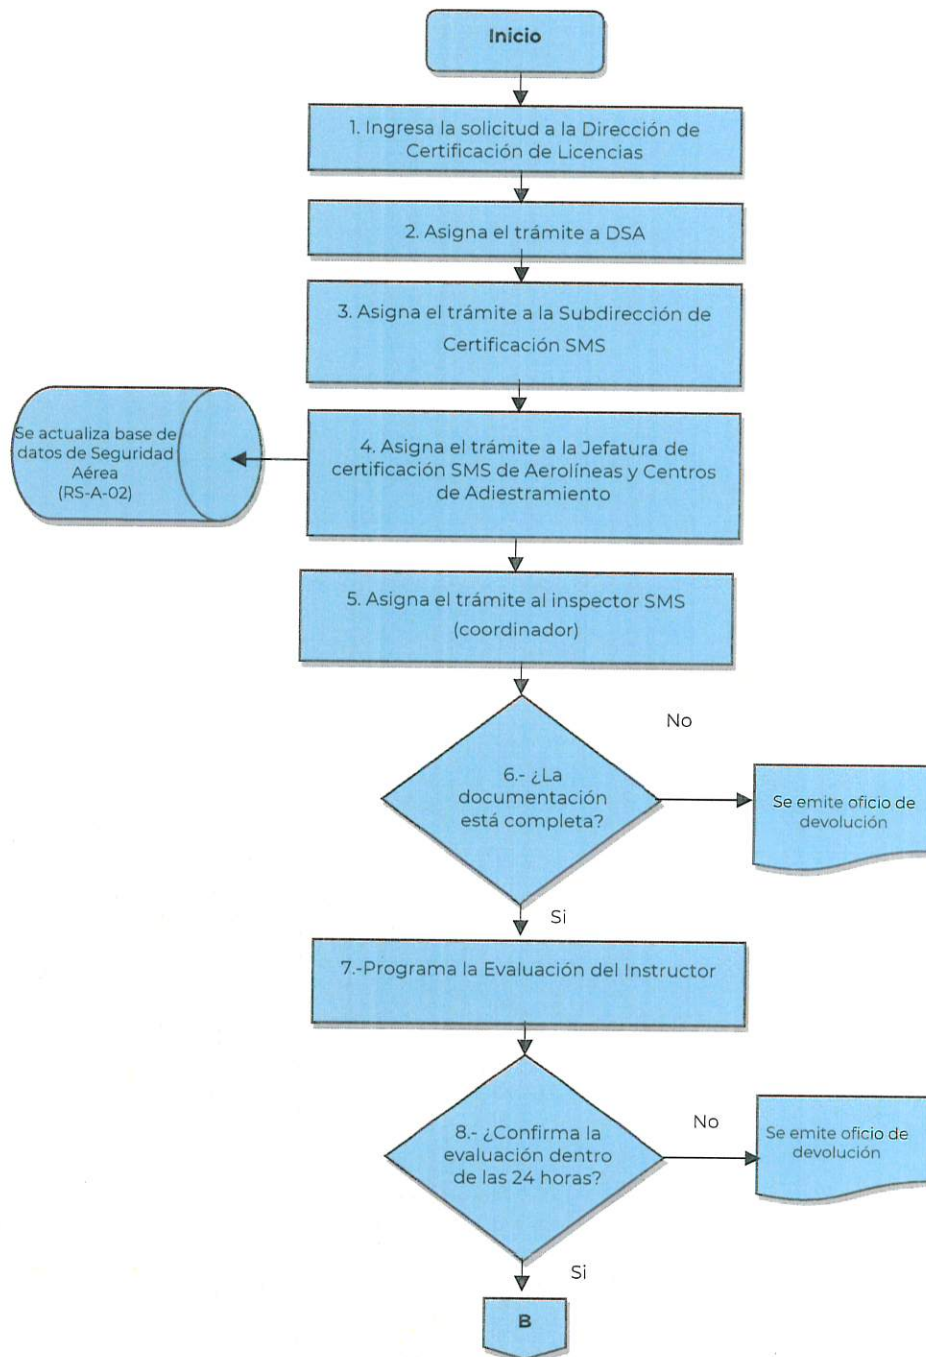 Inicio
1. Ingresa la solicitud a la Dirección de
Certificación de Licencias
2. Asigna el trámite a DSA
3. Asigna el trámite a la Subdirección de
Certificación SMS
Se actualiza base de
datos de Seguridad
Aérea
(RS-A-02)
4. Asigna el trámite a la Jefatura de
certificación SMS de Aerolíneas y Centros
de Adiestramiento
5. Asigna el trámite al inspector SMS
(coordinador)
No
6.- ¿La
documentación
está completa?
Se emite oficio de
devolución
Si
7.-Programa la Evaluación del Instructor
8.- ¿Confirma la
evaluación dentro
de las 24 horas?
No
Se emite oficio de
devolución
Si
B